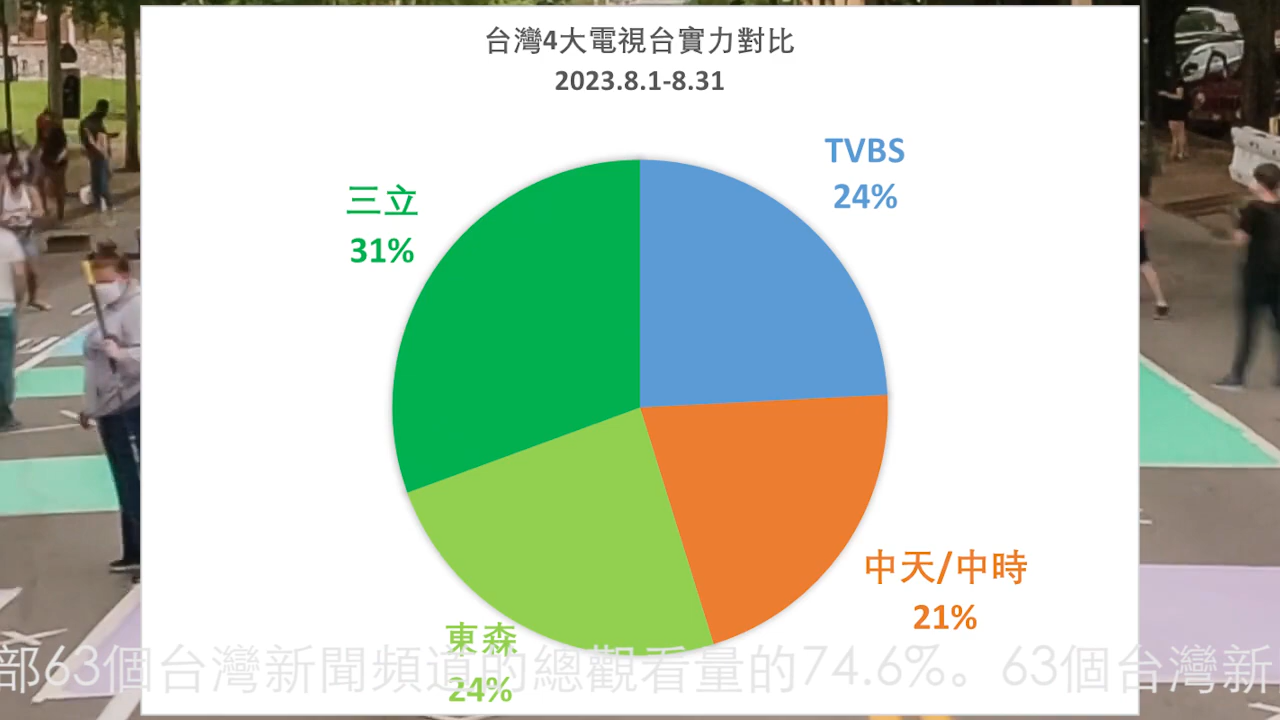 台灣4大電視台實力對比
2023.8.1-8.31
TVBS
24%
三立
31%
中天/中時
21%
東森
24%
部63個台灣新聞頻道的總觀看量的74.6%。63個台灣新